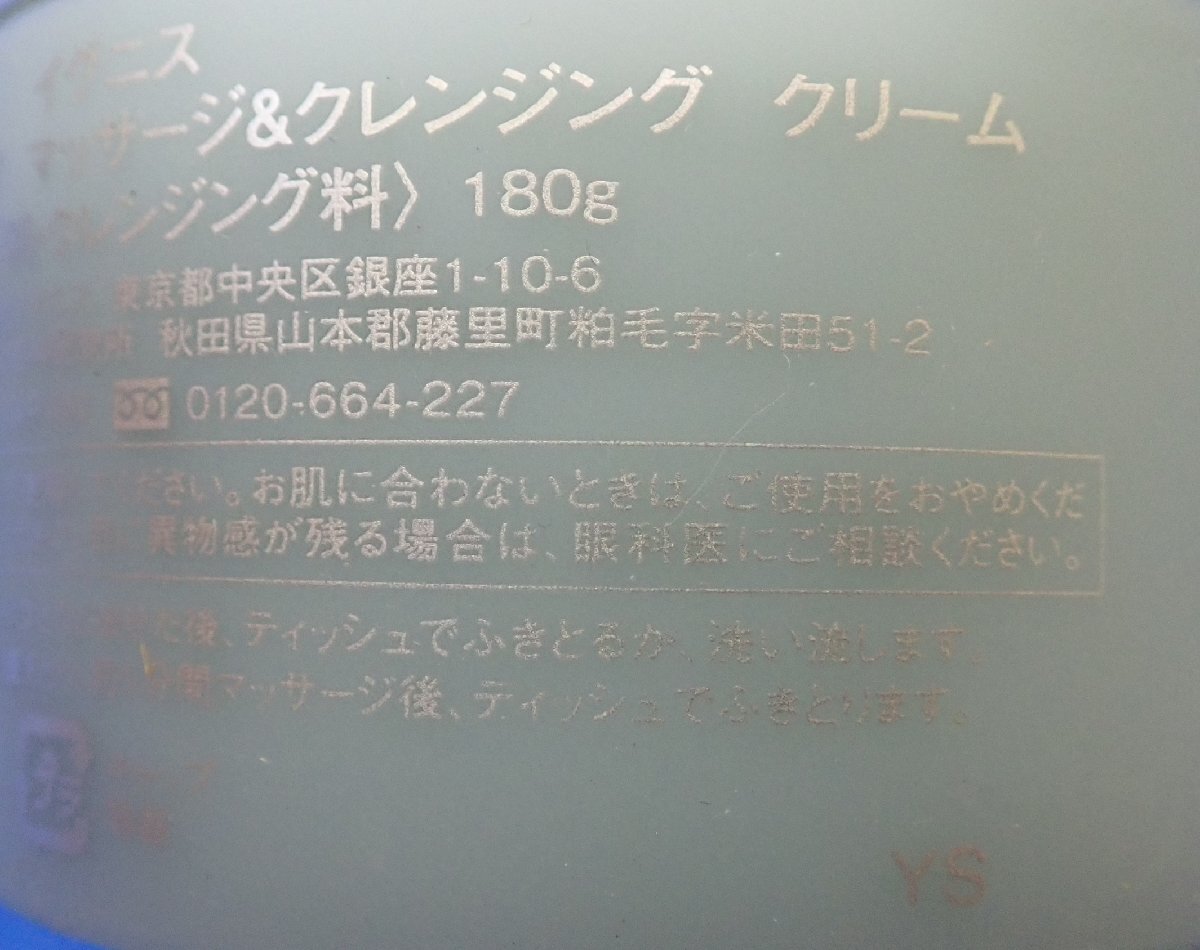 イグニス
マッサージ&クレンジング クリーム
クレンジング料〉 180g
東京都中央区銀座1-10-6
秋田県山本郡藤里町粕毛字米田51-2
0120-664-227
ください。お肌に合わないときは、ご使用をおやめくだ
異物感が残る場合は、眼科医にご相談ください。
後、ティッシュでふきとるか、洗い流します。
分間マッサージ後、ティッシュでふきとります。
YS